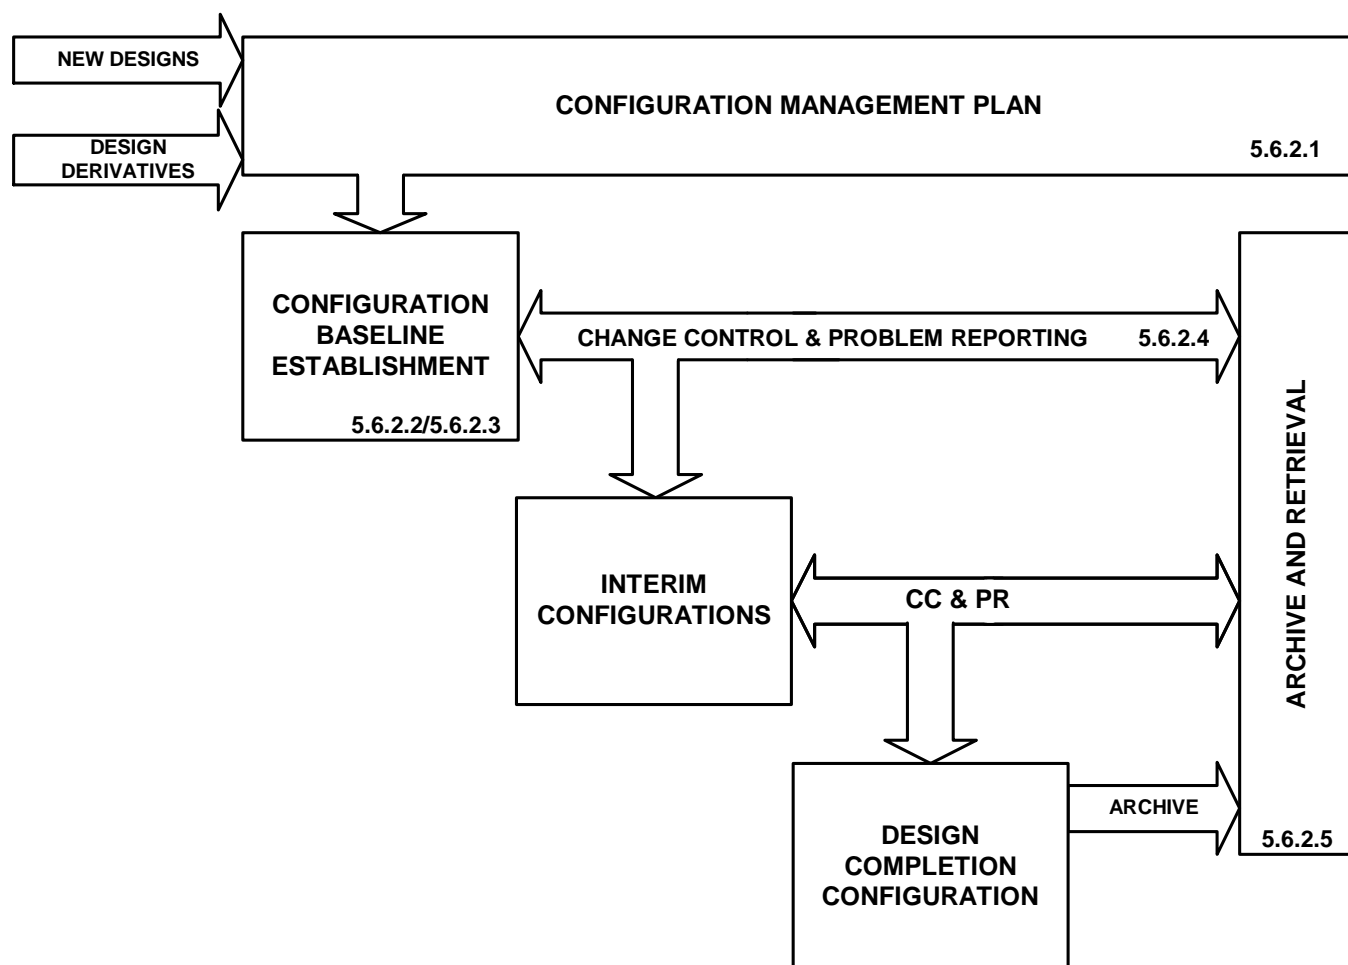 NEW DESIGNS
CONFIGURATION MANAGEMENT PLAN
DESIGN
DERIVATIVES
5.6.2.1
CONFIGURATION
BASELINE
ESTABLISHMENT
5.6.2.2/5.6.2.3
CHANGE CONTROL & PROBLEM REPORTING
5.6.2.4
INTERIM
CONFIGURATIONS
CC & PR
ARCHIVE AND RETRIEVAL
ARCHIVE
5.6.2.5
DESIGN
COMPLETION
CONFIGURATION